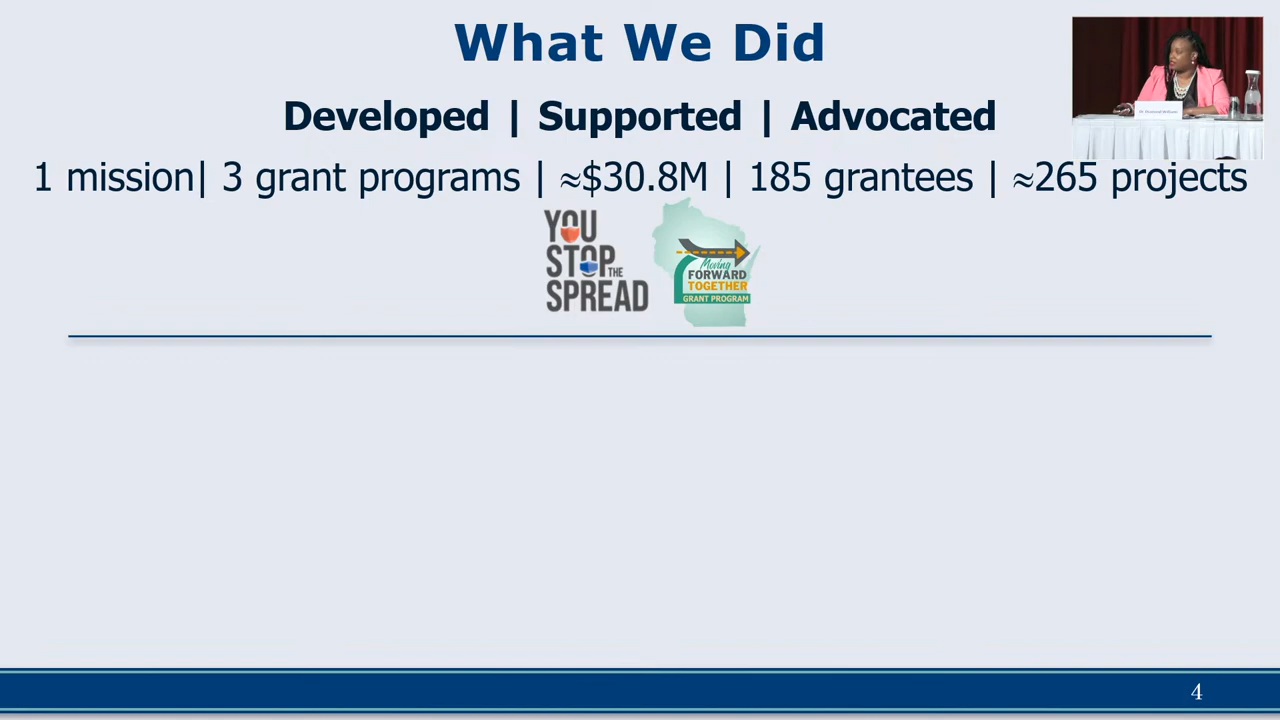 What We Did
Developed | Supported | Advocated
1 mission| 3 grant programs | ≈$30.8M | 185 grantees | ≈265 projects
YOU
STOP THE
SPREAD
Moving
FORWARD
TOGETHER
GRANT PROGRAM
4